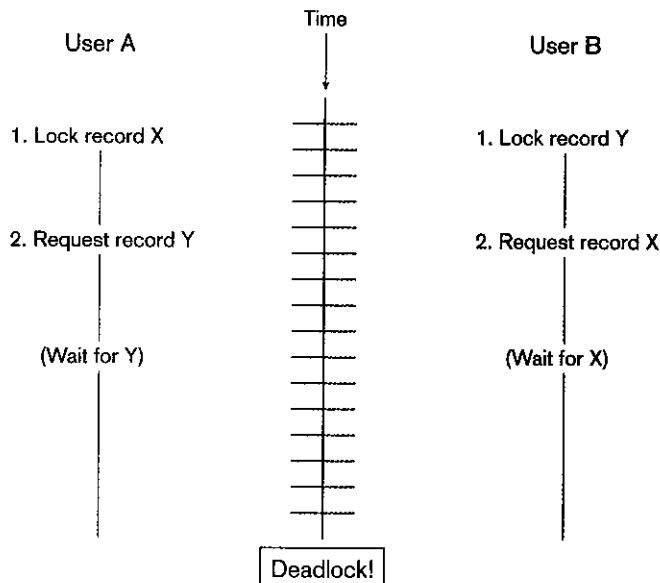 Time
User A
User B
1. Lock record X
1. Lock record Y
2. Request record Y
2. Request record X
(Wait for Y)
(Wait for X)
Deadlock!